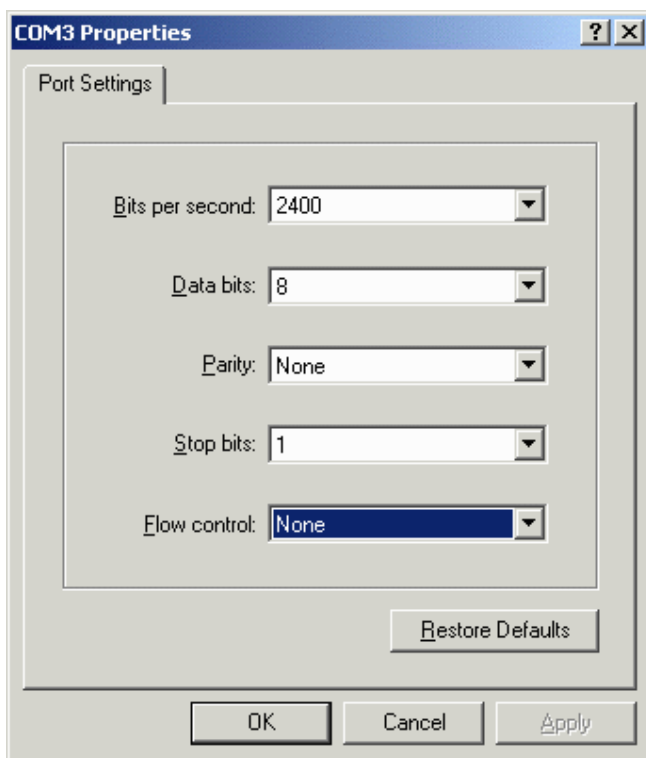 COM3 Properties
Port Settings
Bits per second: 2400
Data bits: 8
Parity: None
Stop bits: 1
Flow control: None
Restore Defaults
OK Cancel Apply